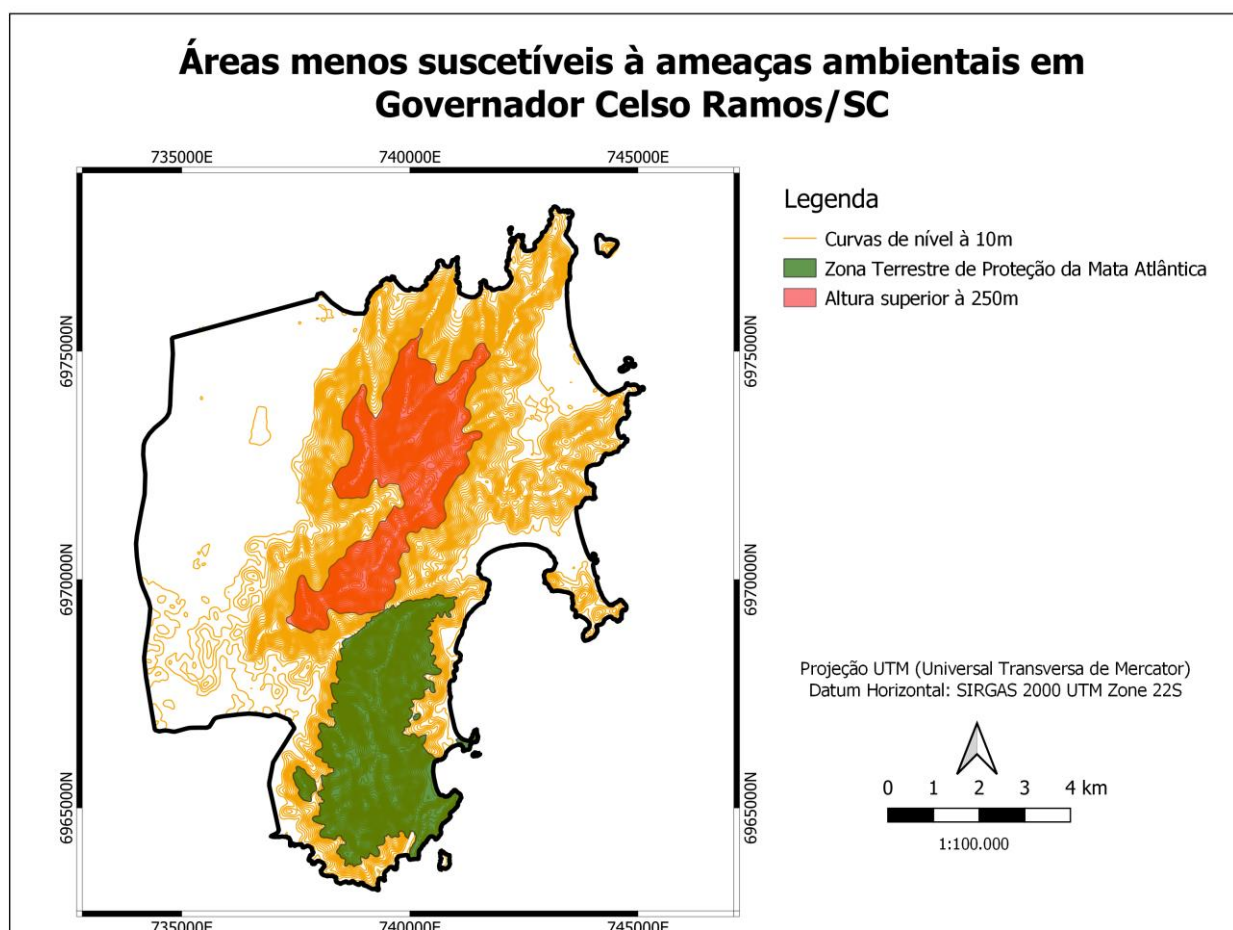 Áreas menos suscetíveis à ameaças ambientais em
Governador Celso Ramos/SC
735000E 740000E 745000E
Legenda
Curvas de nível à 10m
Zona Terrestre de Proteção da Mata Atlântica
Altura superior à 250m
6975000N 6975000N
6970000N 6970000N
6965000N 6965000N
Projeção UTM (Universal Transversa de Mercator)
Datum Horizontal: SIRGAS 2000 UTM Zone 22S
0 1 2 3 4 km
1:100.000
735000E 740000E 745000E